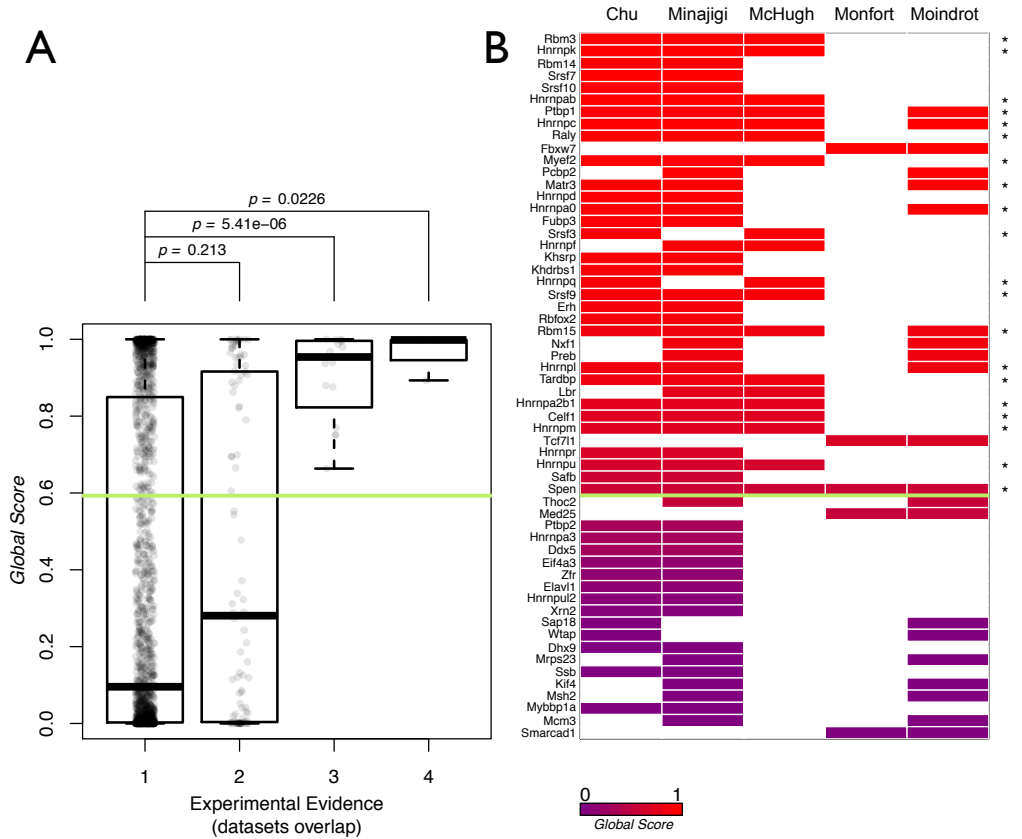 A
p = 0.0226
p = 5.41e−06
p = 0.213
Global Score
1.0
0.8
0.6
0.4
0.2
0.0
1 2 3 4
Experimental Evidence
(datasets overlap)
B
Chu Minajigi McHugh Monfort Moindrot
Rbm3 *
Hnrnpk *
Rbm14
Srsf7
Srsf10
Hnrnpab *
Ptbp1 *
Hnrnpc *
Raly *
Fbxw7
Myef2 *
Pcbp2
Matr3 *
Hnrnpd
Hnrnpa0 *
Fubp3
Srsf3 *
Hnrnpf
Khsrp
Khdrbs1
Hnrnpq *
Srsf9 *
Erh
Rbfox2
Rbm15 *
Nxf1
Preb
Hnrnpl *
Tardbp *
Lbr
Hnrnpa2b1 *
Celf1 *
Hnrnpm *
Tcf7l1
Hnrnpr
Hnrnpu *
Safb
Spen *
Thoc2
Med25
Ptbp2
Hnrnpa3
Ddx5
Eif4a3
Zfr
Elavl1
Hnrnpul2
Xrn2
Sap18
Wtap
Dhx9
Mrps23
Ssb
Kif4
Msh2
Mybbp1a
Mcm3
Smarcad1
0 1
Global Score